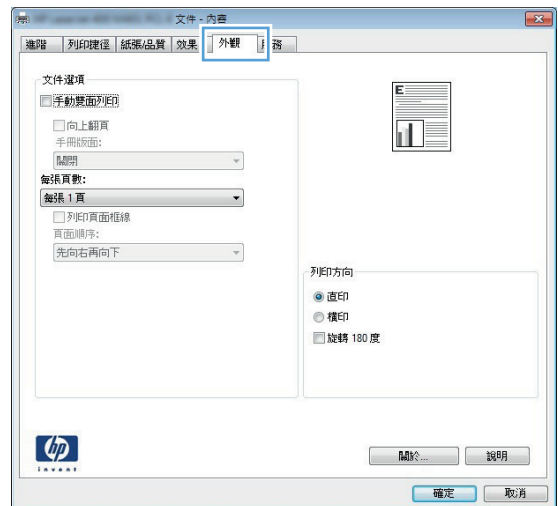 文件 - 內容
進階 列印捷徑 紙張/品質 效果 外觀 服務
文件選項
手動雙面列印
向上翻頁
手冊版面:
關閉
每張頁數:
每張 1 頁
列印頁面框線
頁面順序:
先向右再向下
E
列印方向
直印
橫印
旋轉 180 度
hp
invent
關於... 說明
確定 取消